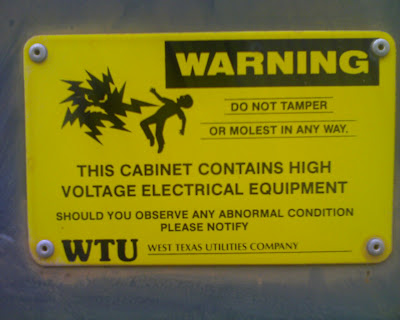 WARNING
DO NOT TAMPER
OR MOLEST IN ANY WAY.
THIS CABINET CONTAINS HIGH
VOLTAGE ELECTRICAL EQUIPMENT
SHOULD YOU OBSERVE ANY ABNORMAL CONDITION
PLEASE NOTIFY
WTU WEST TEXAS UTILITIES COMPANY